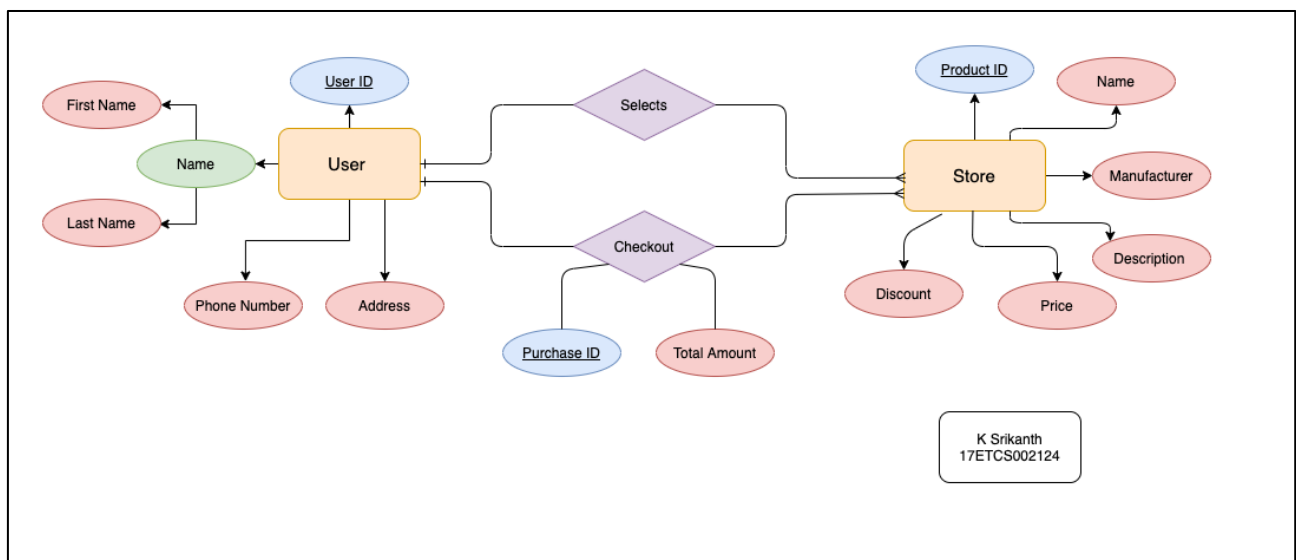 User ID
First Name
Name
Last Name
User
Phone Number
Address
Selects
Checkout
Purchase ID
Total Amount
Product ID
Name
Store
Manufacturer
Description
Discount
Price
K Srikanth
17ETCS002124